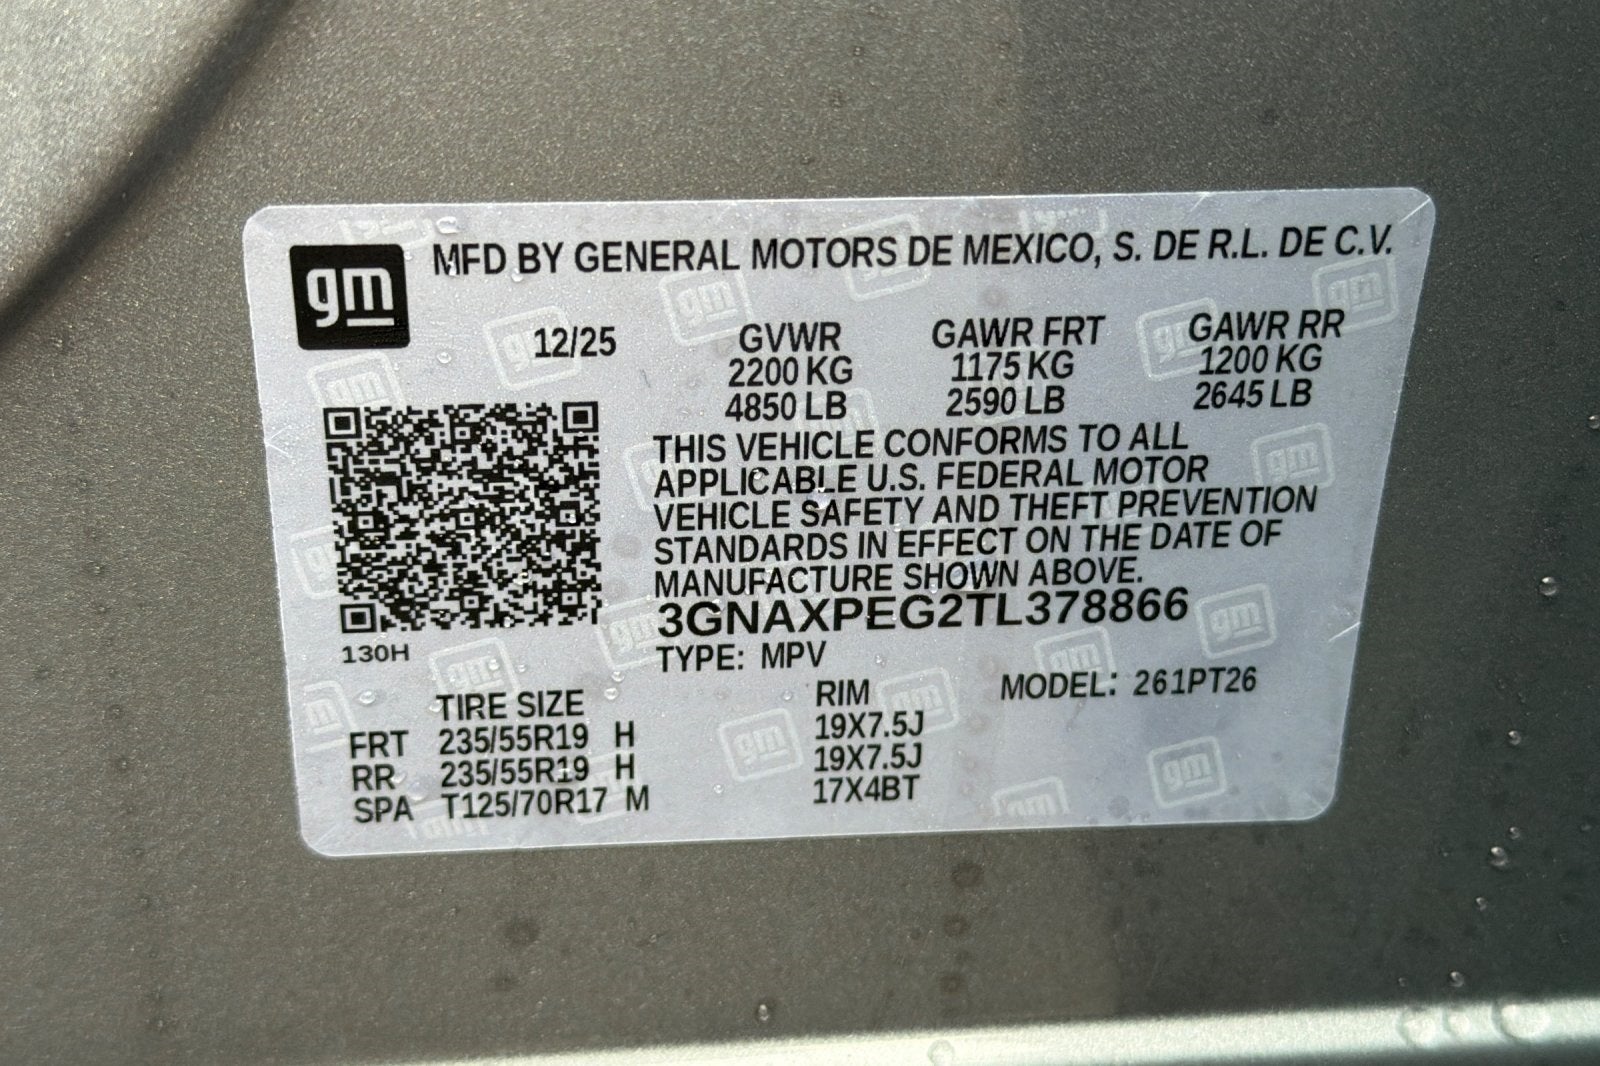 gm
MFD BY GENERAL MOTORS DE MEXICO, S. DE R.L. DE C.V.
12/25 GVWR GAWR FRT GAWR RR
2200 KG 1175 KG 1200 KG
4850 LB 2590 LB 2645 LB
THIS VEHICLE CONFORMS TO ALL
APPLICABLE U.S. FEDERAL MOTOR
VEHICLE SAFETY AND THEFT PREVENTION
STANDARDS IN EFFECT ON THE DATE OF
MANUFACTURE SHOWN ABOVE.
3GNAXPEG2TL378866
130H
TYPE: MPV
MODEL: 261PT26
TIRE SIZE RIM
FRT 235/55R19 H 19X7.5J
RR 235/55R19 H 19X7.5J
SPA T125/70R17 M 17X4BT